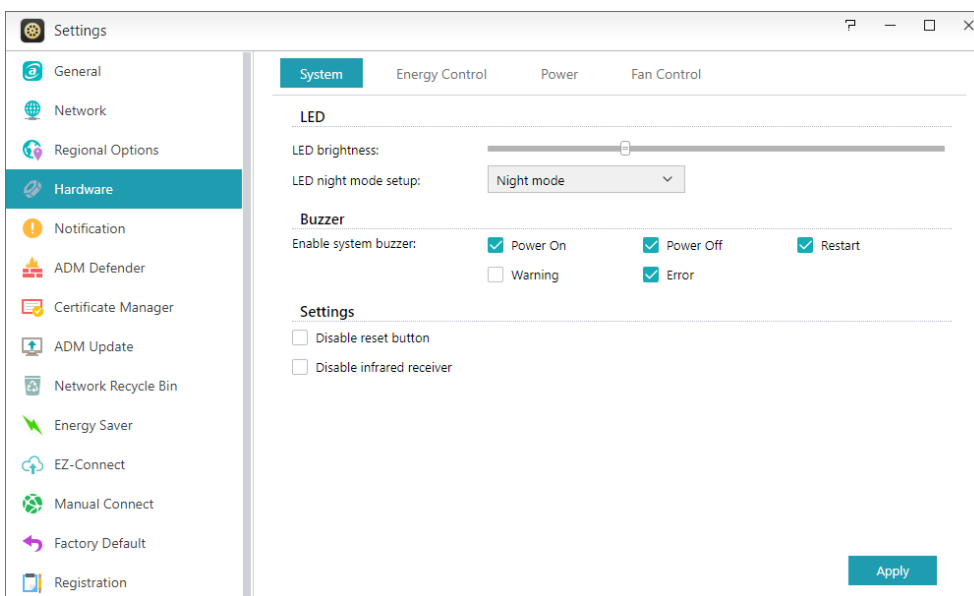 Settings
General
Network
Regional Options
Hardware
Notification
ADM Defender
Certificate Manager
ADM Update
Network Recycle Bin
Energy Saver
EZ-Connect
Manual Connect
Factory Default
Registration
System Energy Control Power Fan Control
LED
LED brightness:
LED night mode setup: Night mode
Buzzer
Enable system buzzer: Power On Power Off Restart
Warning Error
Settings
Disable reset button
Disable infrared receiver
Apply